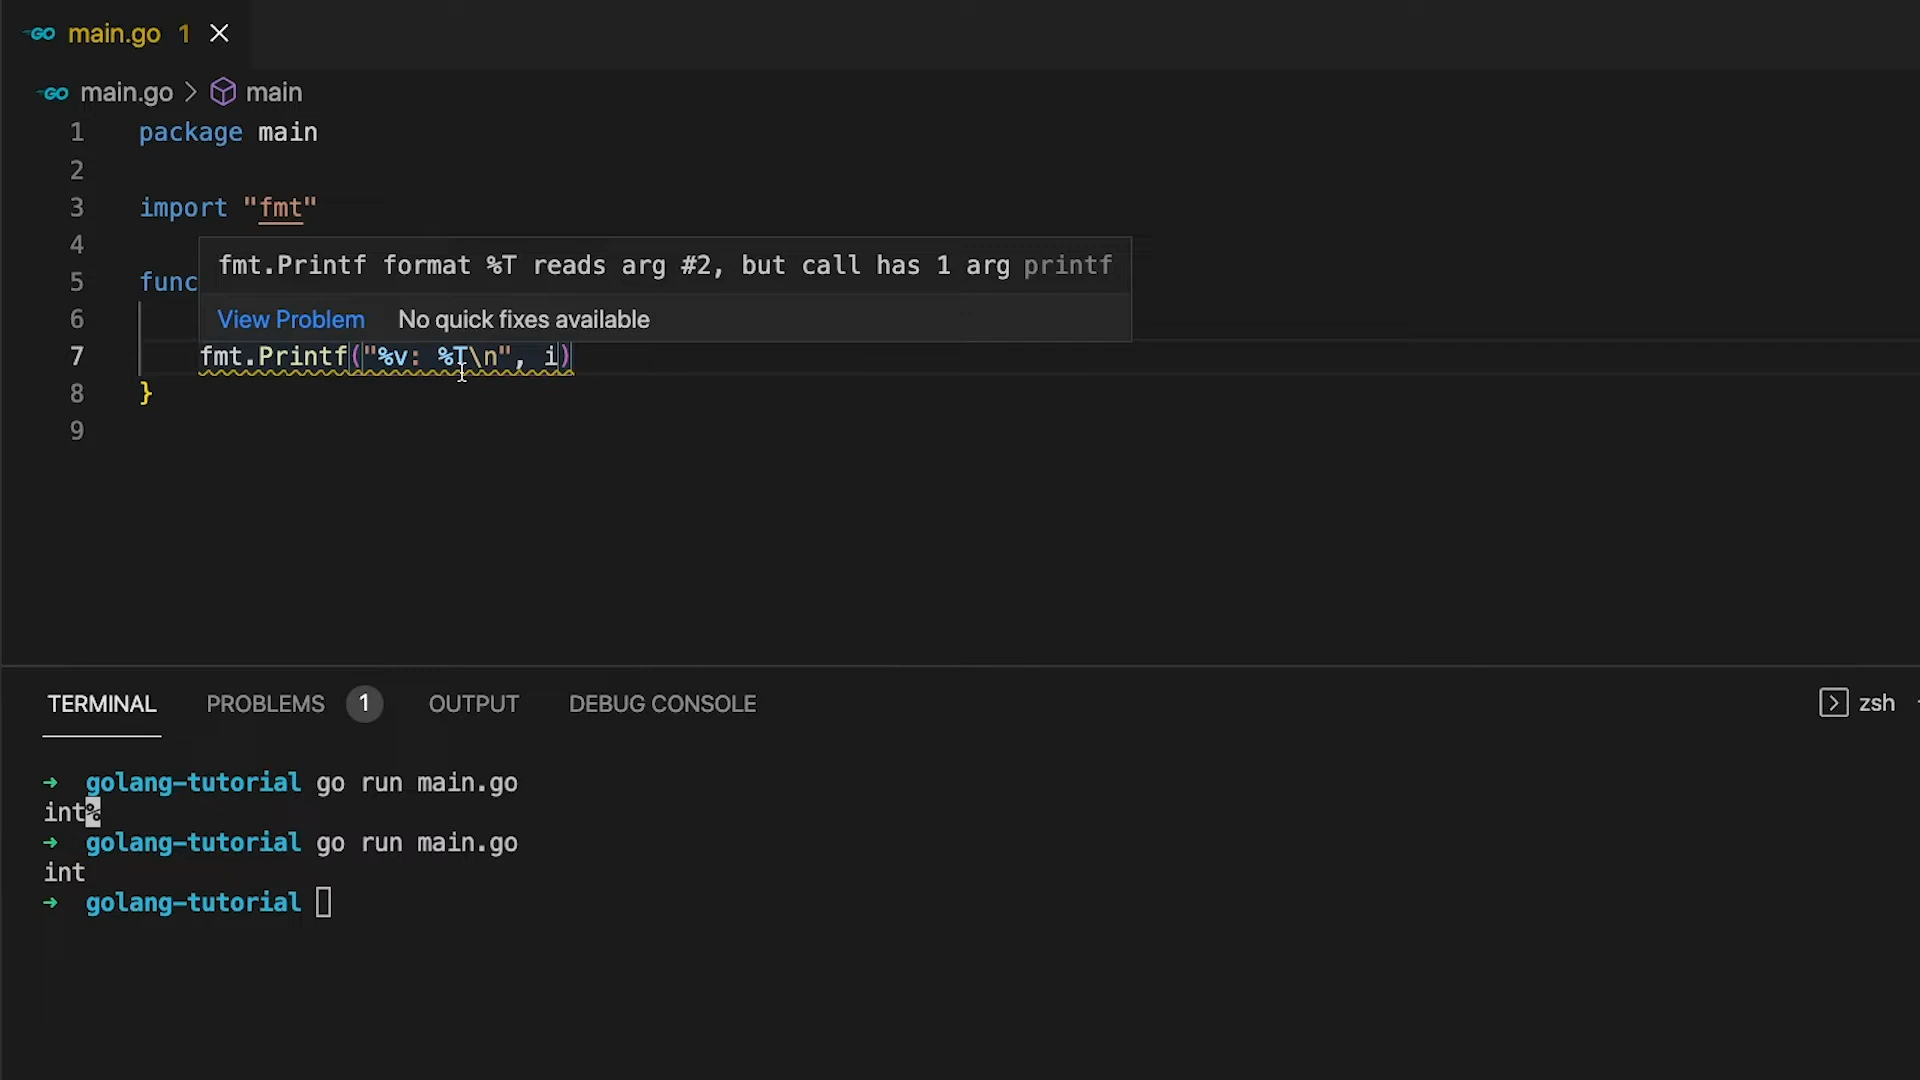 GO main.go 1
GO main.go > main
1 package main
2
3 import "fmt"
4
fmt.Printf format %T reads arg #2, but call has 1 arg printf
5 func
View Problem No quick fixes available
6
7 fmt.Printf("%v: %T\n", i)
8 }
9
TERMINAL PROBLEMS 1 OUTPUT DEBUG CONSOLE zsh
→ golang-tutorial go run main.go
int%
→ golang-tutorial go run main.go
int
→ golang-tutorial